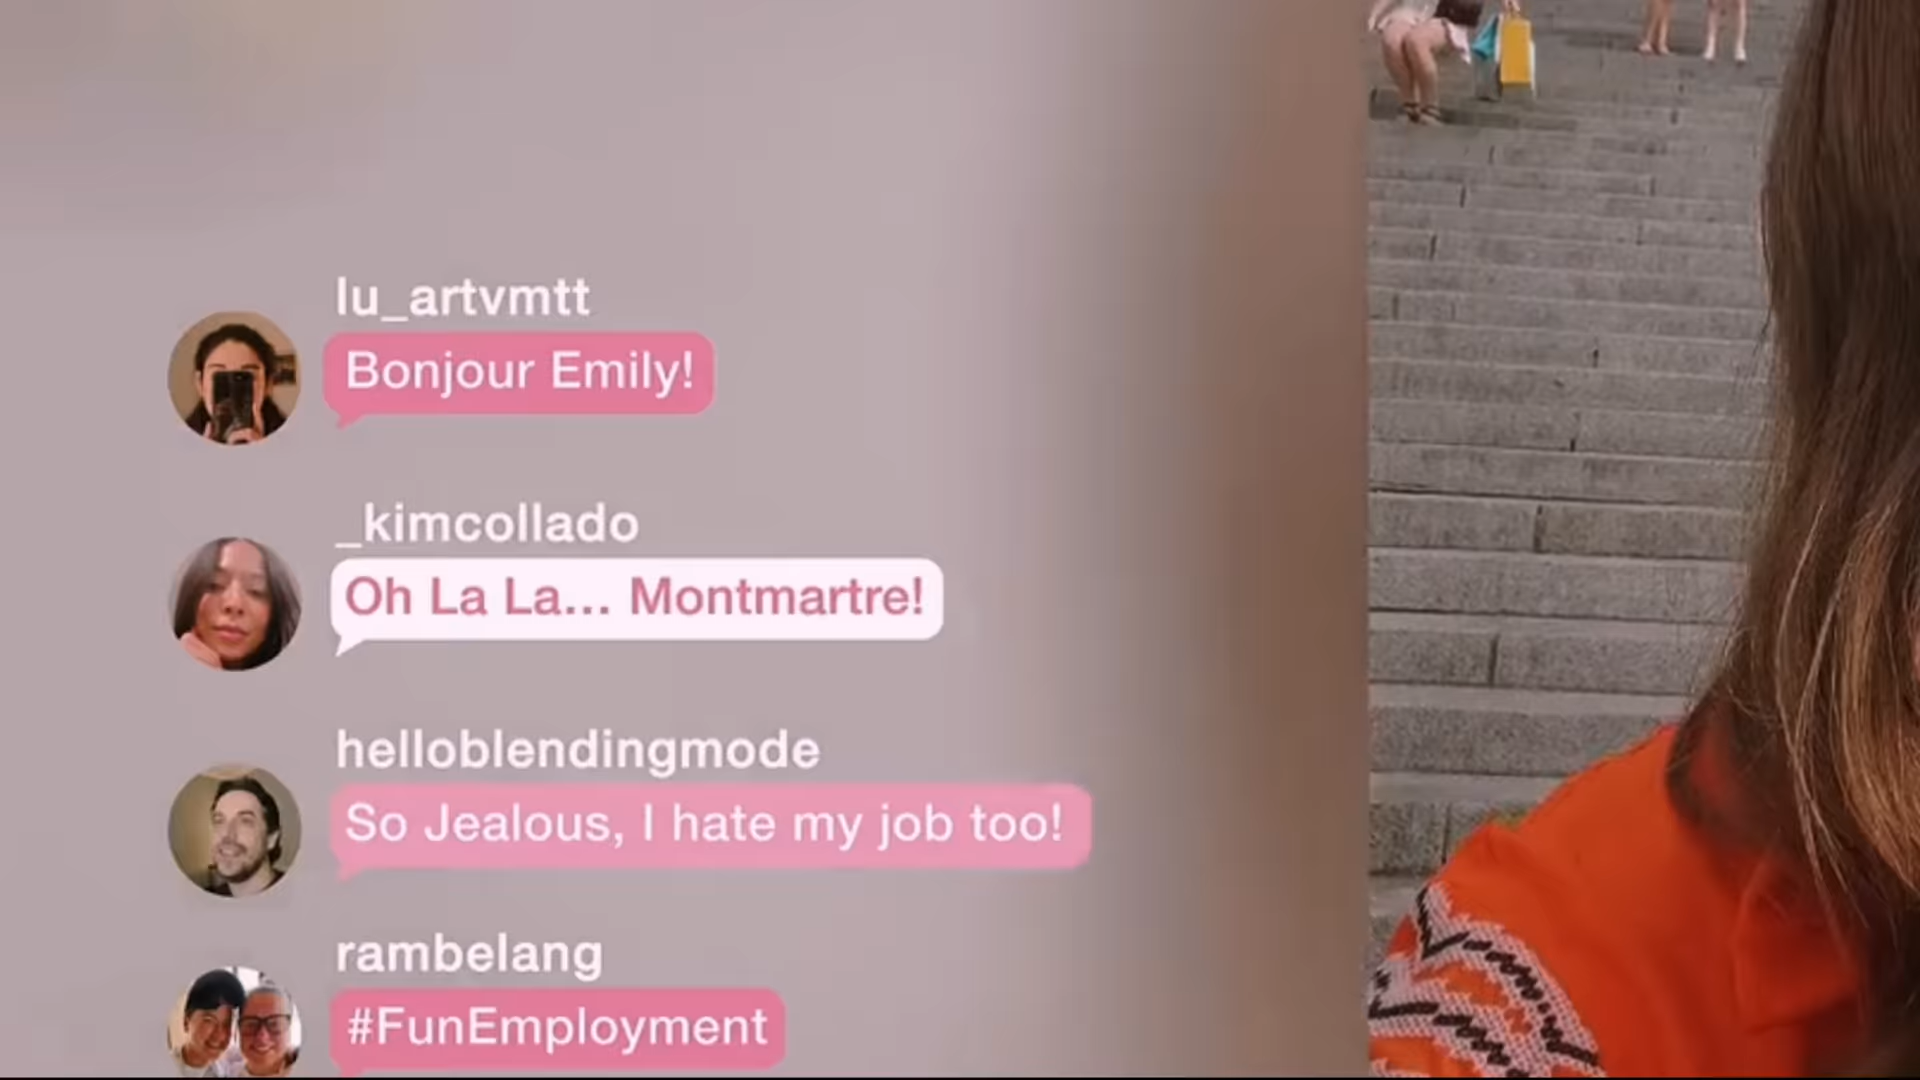 lu_artvmtt
Bonjour Emily!
_kimcollado
Oh La La... Montmartre!
helloblendingmode
So Jealous, I hate my job too!
rambelang
#FunEmployment